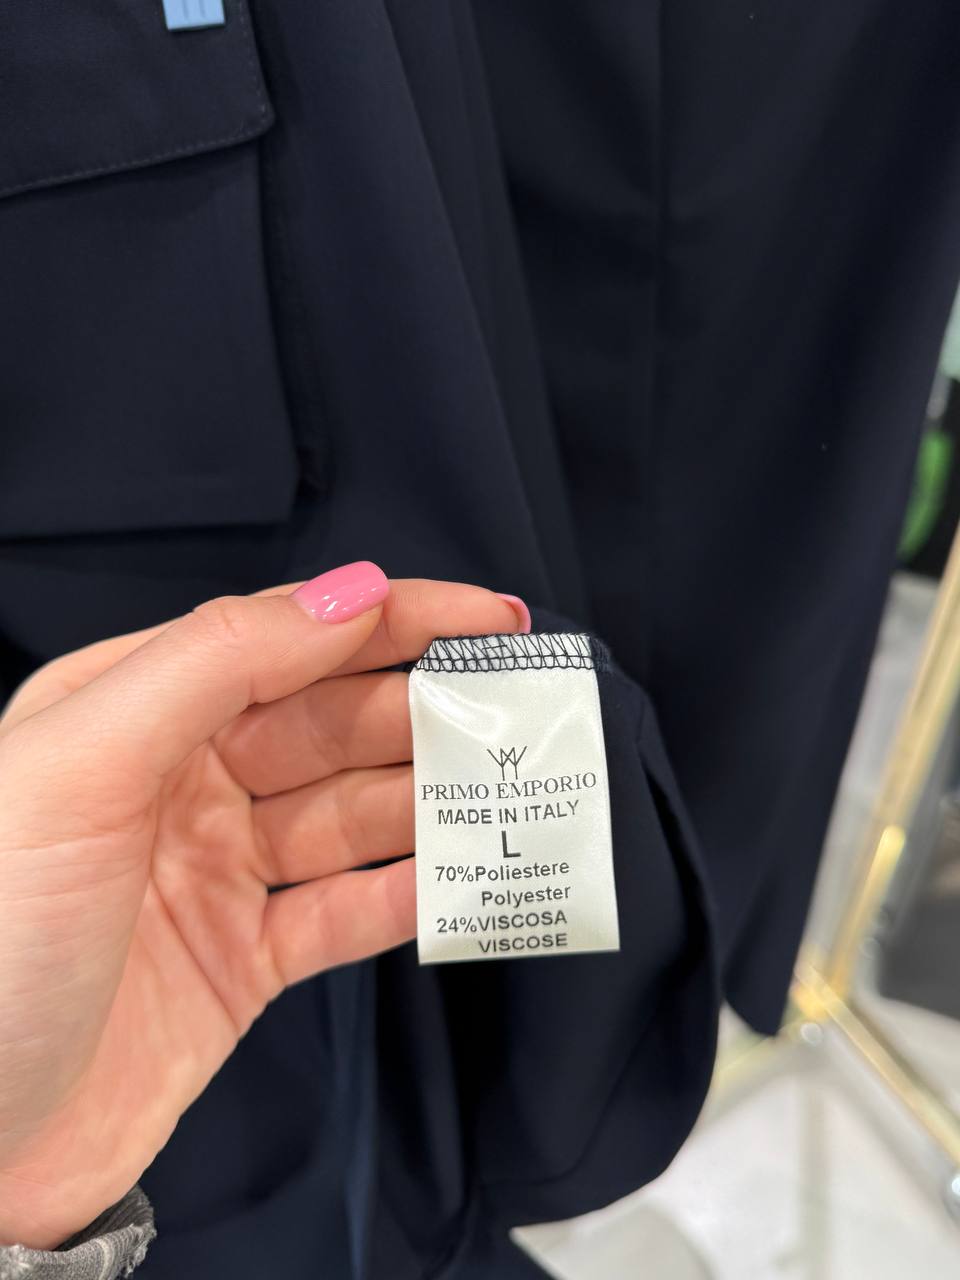 PRIMO EMPORIO
MADE IN ITALY
L
70%Poliestere
Polyester
24%VISCOSA
VISCOSE